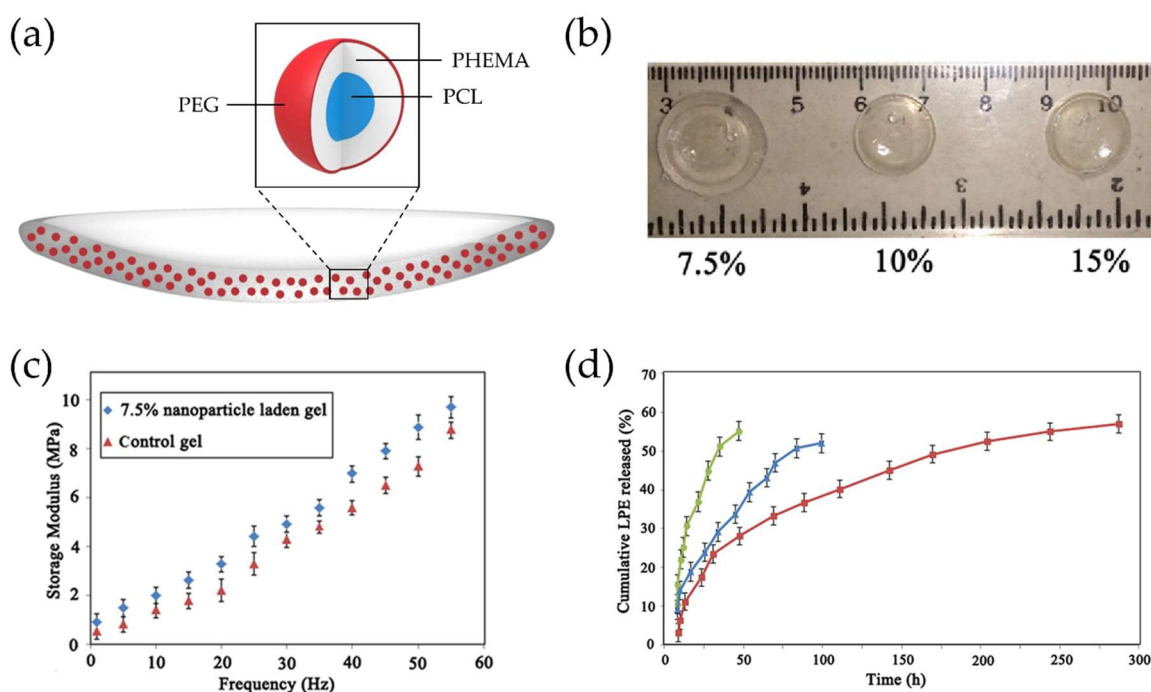 (a)
PEG
PHEMA
PCL
(b)
3 5 6 7 8 9 10
4 3 2
7.5% 10% 15%
(c)
Storage Modulus (MPa)
10
8
6
4
2
0
7.5% nanoparticle laden gel
Control gel
0 10 20 30 40 50 60
Frequency (Hz)
(d)
Cumulative LPE released (%)
70
60
50
40
30
20
10
0
0 50 100 150 200 250 300
Time (h)